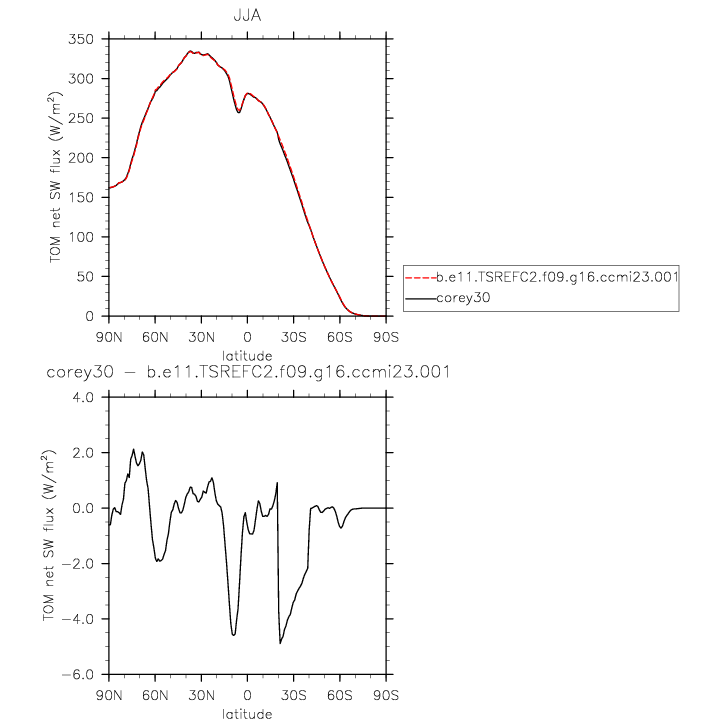 JJA
350
300
250
200
150
100
50
0
TOM net SW flux (W/m²)
90N 60N 30N 0 30S 60S 90S
latitude
b.e11.TSREFC2.f09.g16.ccmi23.001
corey30
corey30 − b.e11.TSREFC2.f09.g16.ccmi23.001
4.0
2.0
0.0
−2.0
−4.0
−6.0
TOM net SW flux (W/m²)
90N 60N 30N 0 30S 60S 90S
latitude